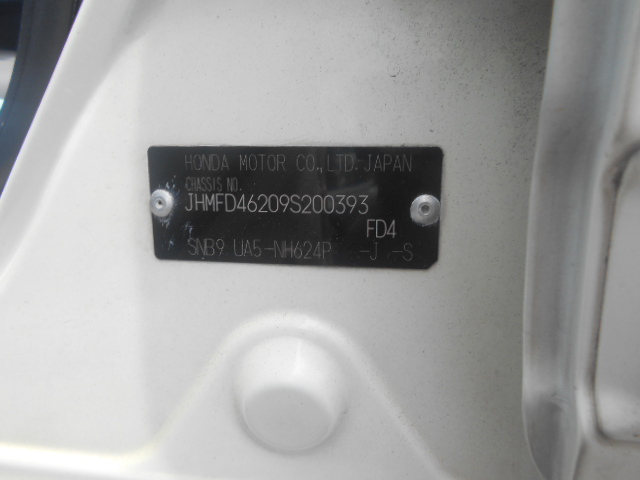 HONDA MOTOR CO., LTD. JAPAN
CHASSIS NO.
JHMFD46209S200393
FD4
SNB9 UA5-NH624P -J -S